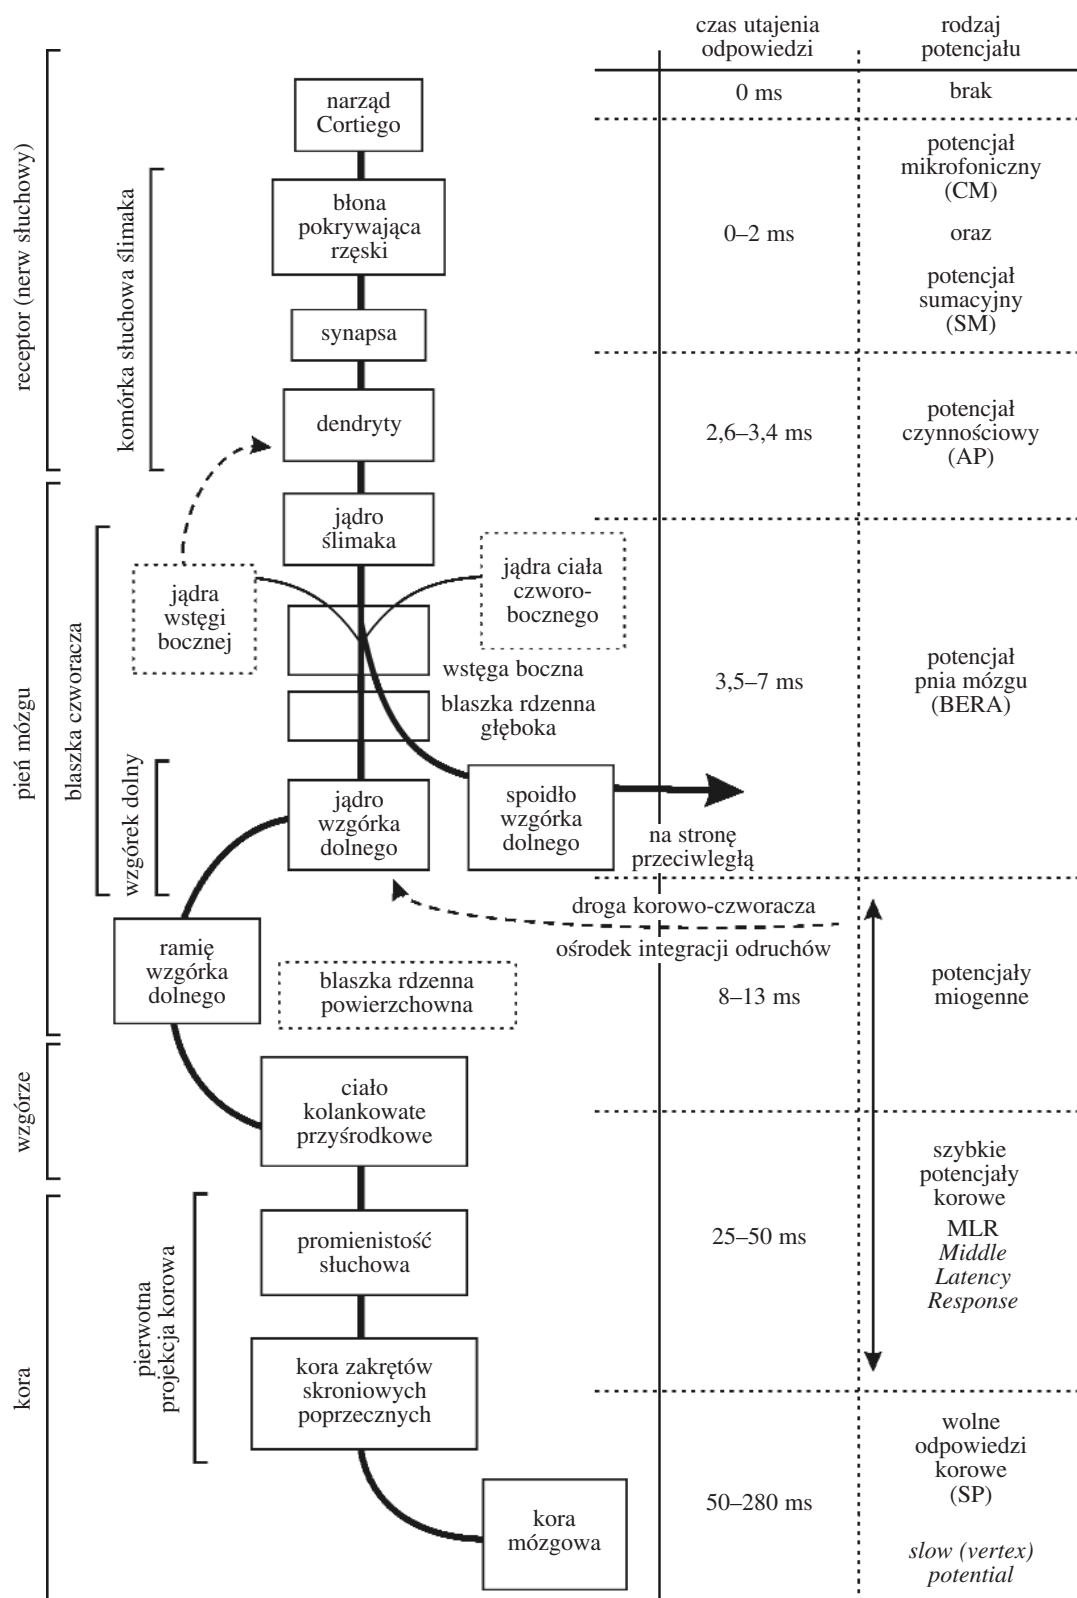 czas utajenia
odpowiedzi
rodzaj
potencjału
receptor (nerw słuchowy)
komórka słuchowa ślimaka
narząd
Cortiego
0 ms
brak
błona
pokrywająca
rzęski
0–2 ms
potencjał
mikrofoniczny
(CM)
oraz
potencjał
sumacyjny
(SM)
synapsa
dendryty
2,6–3,4 ms
potencjał
czynnościowy
(AP)
pień mózgu
blaszka czworacza
wzgórek dolny
jądro
ślimaka
jądra
wstęgi
bocznej
jądra ciała
czworo-
bocznego
wstęga boczna
blaszka rdzenna
głęboka
3,5–7 ms
potencjał
pnia mózgu
(BERA)
jądro
wzgórka
dolnego
spoidło
wzgórka
dolnego
na stronę
przeciwległą
droga korowo-czworacza
ośrodek integracji odruchów
ramię
wzgórka
dolnego
blaszka rdzenna
powierzchowna
8–13 ms
potencjały
miogenne
wzgórze
ciało
kolankowate
przyśrodkowe
kora
pierwotna
projekcja korowa
promienistość
słuchowa
25–50 ms
szybkie
potencjały
korowe
MLR
Middle
Latency
Response
kora zakrętów
skroniowych
poprzecznych
kora
mózgowa
50–280 ms
wolne
odpowiedzi
korowe
(SP)
slow (vertex)
potential